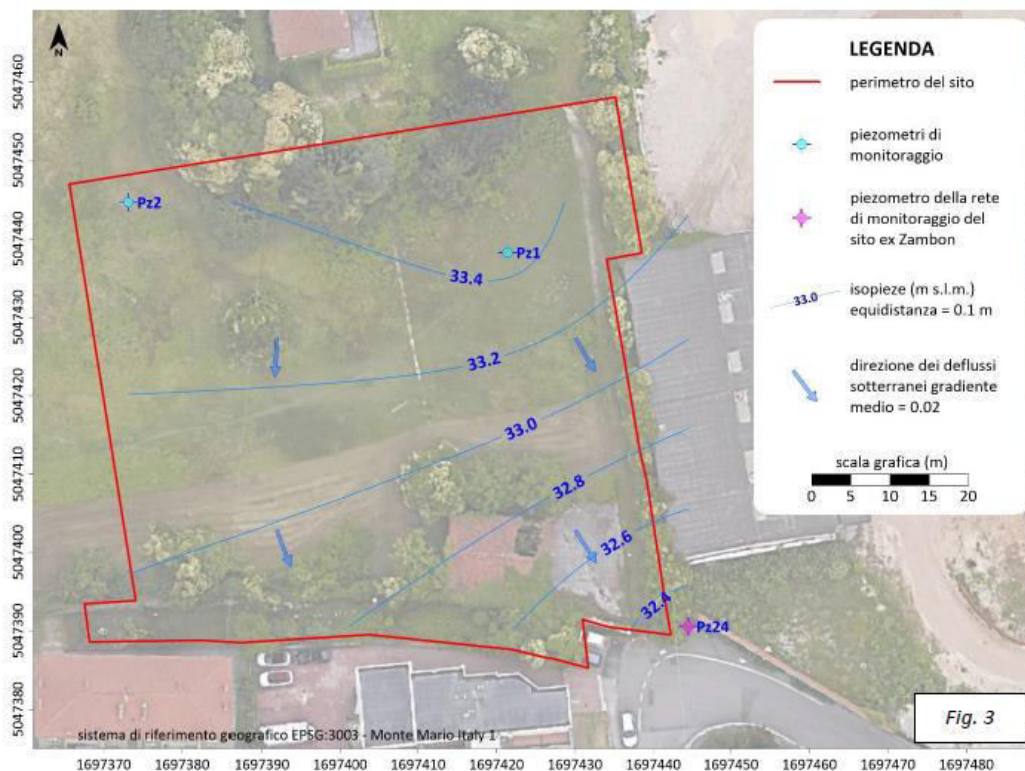 N
5047460
5047450
5047440
5047430
5047420
5047410
5047400
5047390
5047380
Pz2
Pz1
33.4
33.2
33.0
32.8
32.6
32.4
Pz24
LEGENDA
perimetro del sito
piezometri di
monitoraggio
piezometro della rete
di monitoraggio del
sito ex Zambon
33.0
isopieze (m s.l.m.)
equidistanza = 0.1 m
direzione dei deflussi
sotterranei gradiente
medio = 0.02
scala grafica (m)
0 5 10 15 20
Fig. 3
sistema di riferimento geografico EPSG:3003 - Monte Mario Italy 1
1697370 1697380 1697390 1697400 1697410 1697420 1697430 1697440 1697450 1697460 1697470 1697480